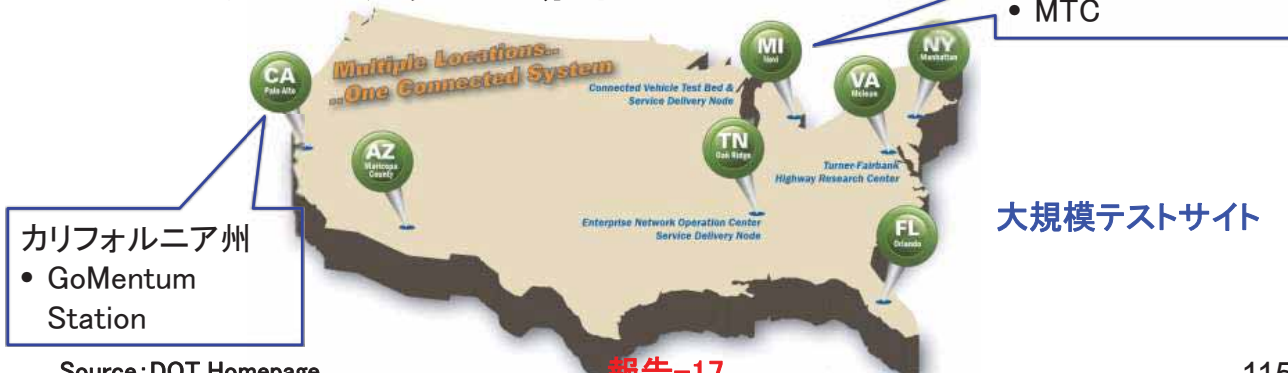 • MTC
Multiple Locations...
...One Connected System
CA
Palo Alto
MI
Novi
NY
Manhattan
VA
Mclean
Connected Vehicle Test Bed &
Service Delivery Node
TN
Oak Ridge
AZ
Maricopa
County
Turner-Fairbank
Highway Research Center
Enterprise Network Operation Center
Service Delivery Node
FL
Orlando
大規模テストサイト
カリフォルニア州
• GoMentum
Station
Source:DOT Homepage
報告-17
115